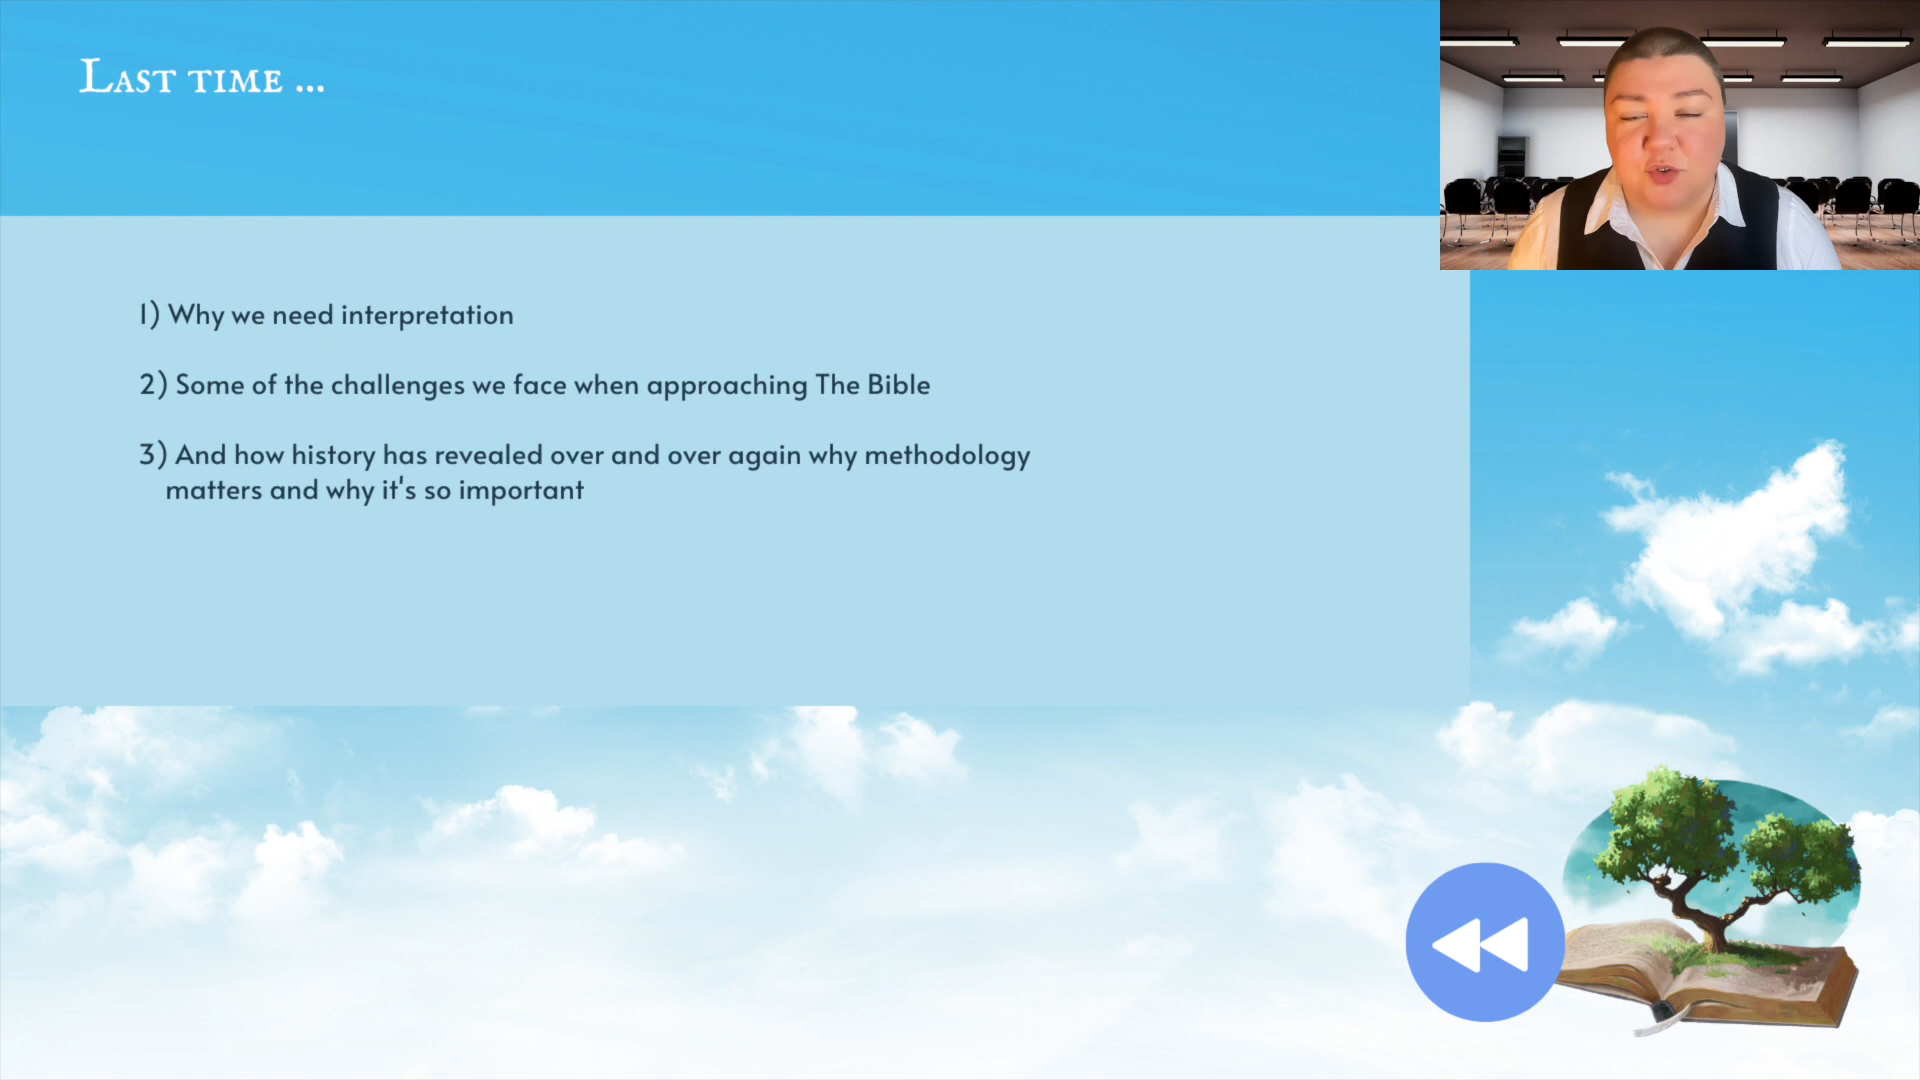 Last time ...
1) Why we need interpretation
2) Some of the challenges we face when approaching The Bible
3) And how history has revealed over and over again why methodology
matters and why it's so important